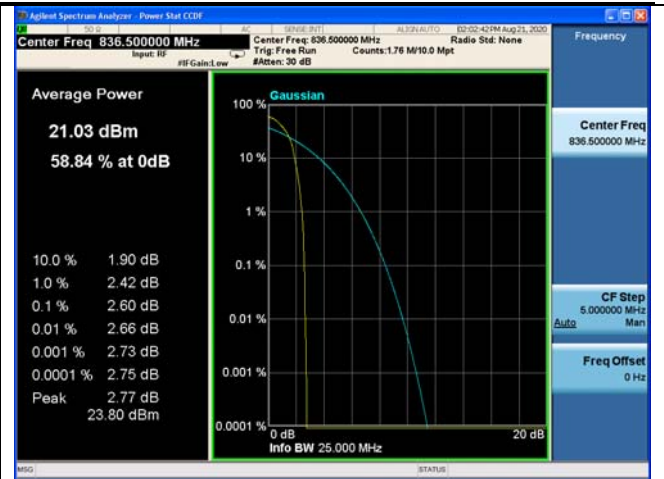 Agilent Spectrum Analyzer - Power Stat CCDF
50 Ω AC SENSE:INT ALIGN AUTO 02:02:42 PM Aug 21, 2020
Center Freq 836.500000 MHz
Input: RF
#IFGain:Low
Center Freq: 836.500000 MHz Radio Std: None
Trig: Free Run Counts:1.76 M/10.0 Mpt
#Atten: 30 dB
Average Power
21.03 dBm
58.84 % at 0dB
10.0 % 1.90 dB
1.0 % 2.42 dB
0.1 % 2.60 dB
0.01 % 2.66 dB
0.001 % 2.73 dB
0.0001 % 2.75 dB
Peak 2.77 dB
23.80 dBm
Gaussian
100 %
10 %
1 %
0.1 %
0.01 %
0.001 %
0.0001 %
0 dB 20 dB
Info BW 25.000 MHz
Frequency
Center Freq
836.500000 MHz
CF Step
5.000000 MHz
Auto Man
Freq Offset
0 Hz
MSG STATUS